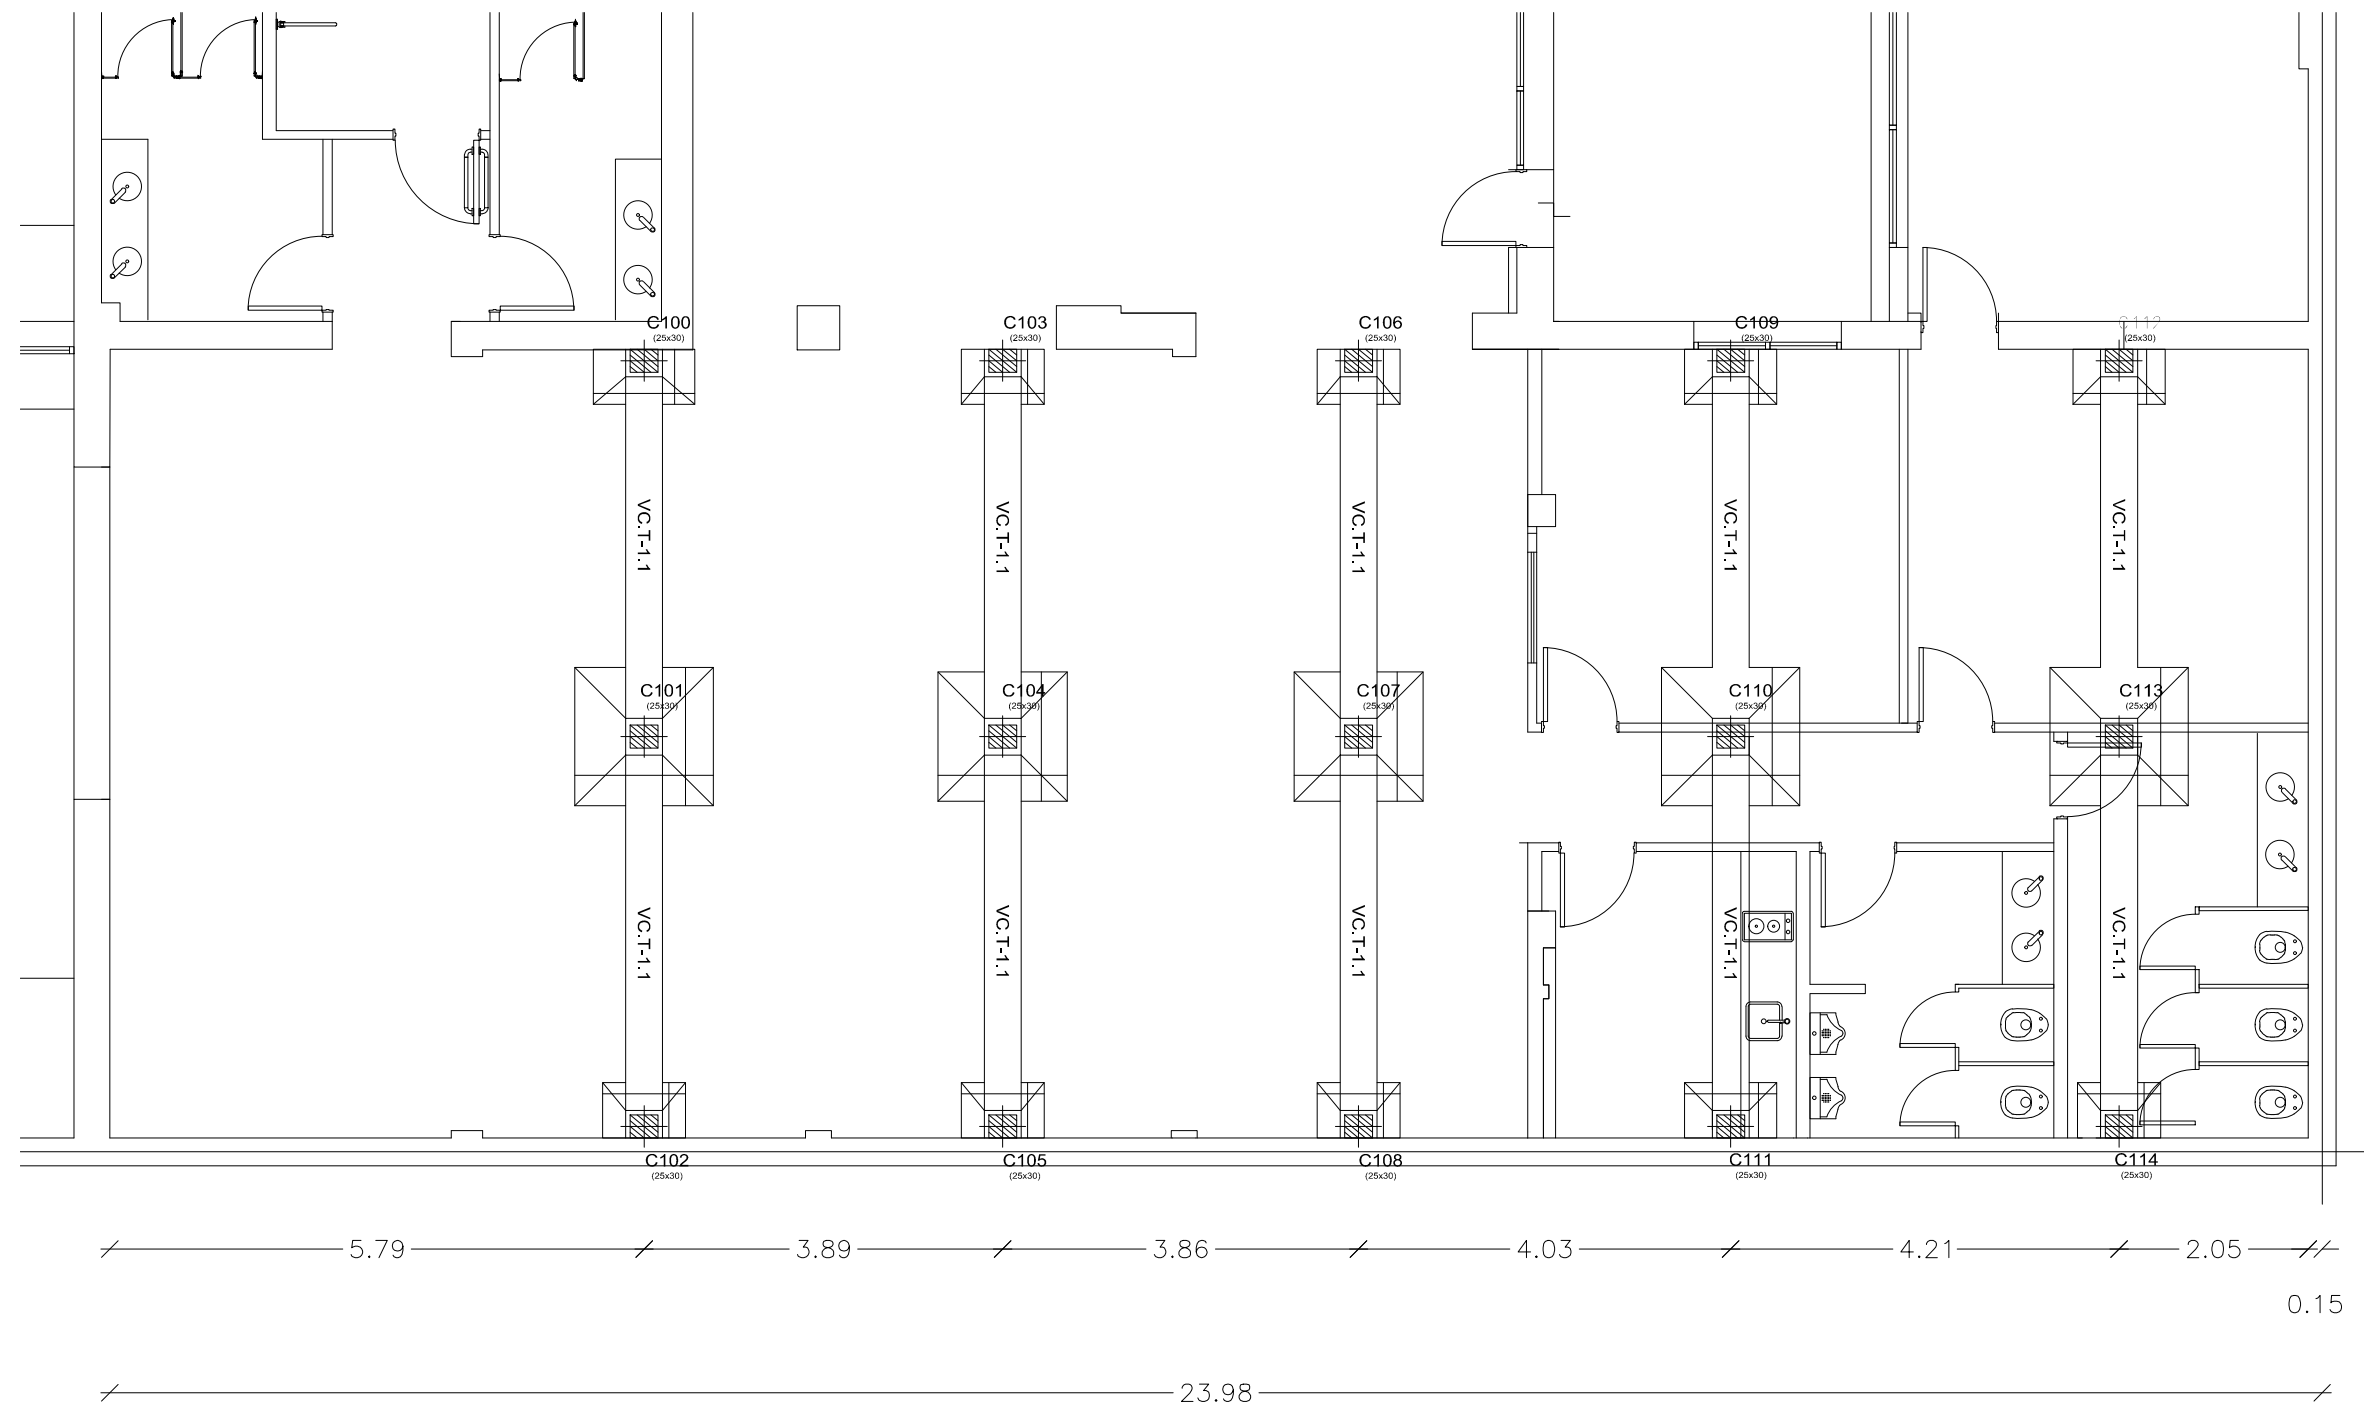 C100
(25x30)
C103
(25x30)
C106
(25x30)
C109
(25x30)
C112
(25x30)
VC.T-1.1
VC.T-1.1
VC.T-1.1
VC.T-1.1
VC.T-1.1
C101
(25x30)
C104
(25x30)
C107
(25x30)
C110
(25x30)
C113
(25x30)
VC.T-1.1
VC.T-1.1
VC.T-1.1
VC.T-1.1
VC.T-1.1
C102
(25x30)
C105
(25x30)
C108
(25x30)
C111
(25x30)
C114
(25x30)
5.79
3.89
3.86
4.03
4.21
2.05
0.15
23.98